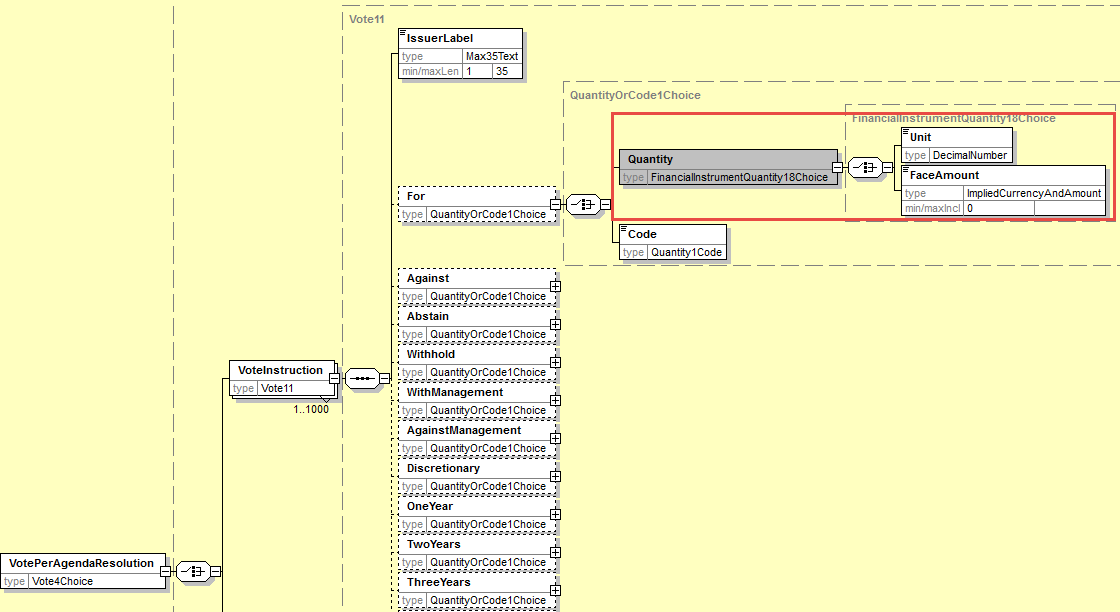 Vote11
IssuerLabel
type Max35Text
min/maxLen 1 35
QuantityOrCode1Choice
FinancialInstrumentQuantity18Choice
Unit
type DecimalNumber
Quantity
type FinancialInstrumentQuantity18Choice
FaceAmount
type ImpliedCurrencyAndAmount
min/maxIncl 0
For
type QuantityOrCode1Choice
Code
type Quantity1Code
Against
type QuantityOrCode1Choice
Abstain
type QuantityOrCode1Choice
Withhold
type QuantityOrCode1Choice
VoteInstruction
type Vote11
1..1000
WithManagement
type QuantityOrCode1Choice
AgainstManagement
type QuantityOrCode1Choice
Discretionary
type QuantityOrCode1Choice
OneYear
type QuantityOrCode1Choice
TwoYears
type QuantityOrCode1Choice
VotePerAgendaResolution
type Vote4Choice
ThreeYears
type QuantityOrCode1Choice